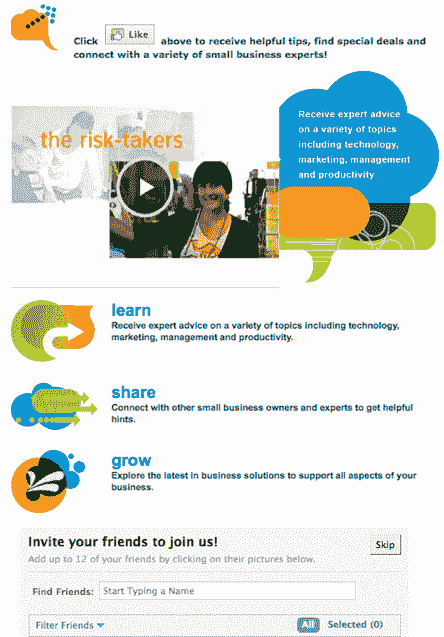 Click Like above to receive helpful tips, find special deals and
connect with a variety of small business experts!
the risk-takers
Receive expert advice
on a variety of topics
including technology,
marketing, management
and productivity
learn
Receive expert advice on a variety of topics including technology,
marketing, management and productivity.
share
Connect with other small business owners and experts to get helpful
hints.
grow
Explore the latest in business solutions to support all aspects of your
business.
Invite your friends to join us!
Skip
Add up to 12 of your friends by clicking on their pictures below.
Find Friends: Start Typing a Name
Filter Friends All Selected (0)